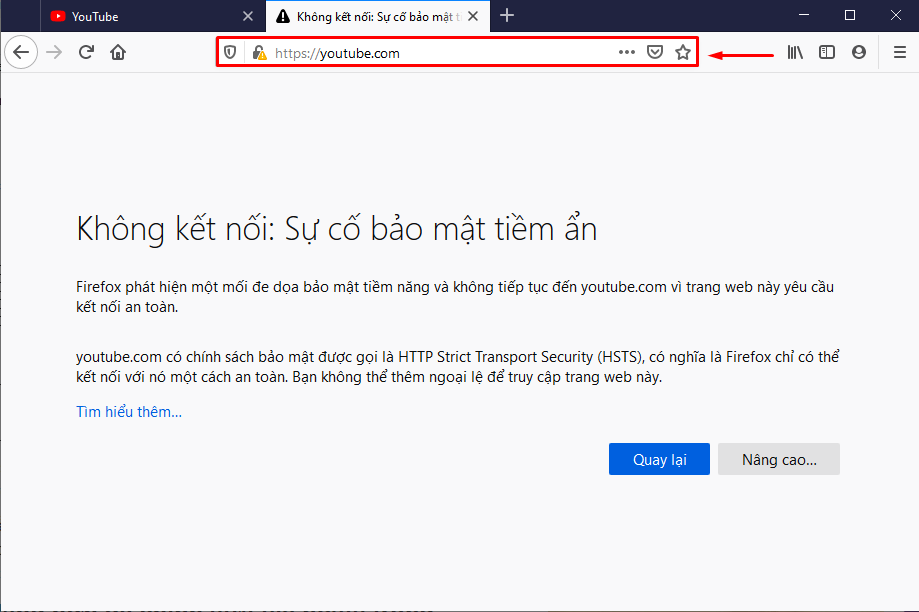 YouTube
Không kết nối: Sự cố bảo mật t
https://youtube.com
Không kết nối: Sự cố bảo mật tiềm ẩn
Firefox phát hiện một mối đe dọa bảo mật tiềm năng và không tiếp tục đến youtube.com vì trang web này yêu cầu
kết nối an toàn.
youtube.com có chính sách bảo mật được gọi là HTTP Strict Transport Security (HSTS), có nghĩa là Firefox chỉ có thể
kết nối với nó một cách an toàn. Bạn không thể thêm ngoại lệ để truy cập trang web này.
Tìm hiểu thêm...
Quay lại
Nâng cao...